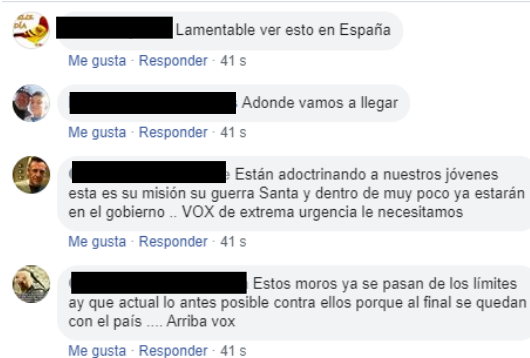 Lamentable ver esto en España
Me gusta · Responder · 41 s
Adonde vamos a llegar
Me gusta · Responder · 41 s
Están adoctrinando a nuestros jóvenes
esta es su misión su guerra Santa y dentro de muy poco ya estarán
en el gobierno .. VOX de extrema urgencia le necesitamos
Me gusta · Responder · 41 s
Estos moros ya se pasan de los límites
ay que actual lo antes posible contra ellos porque al final se quedan
con el país .... Arriba vox
Me gusta · Responder · 41 s